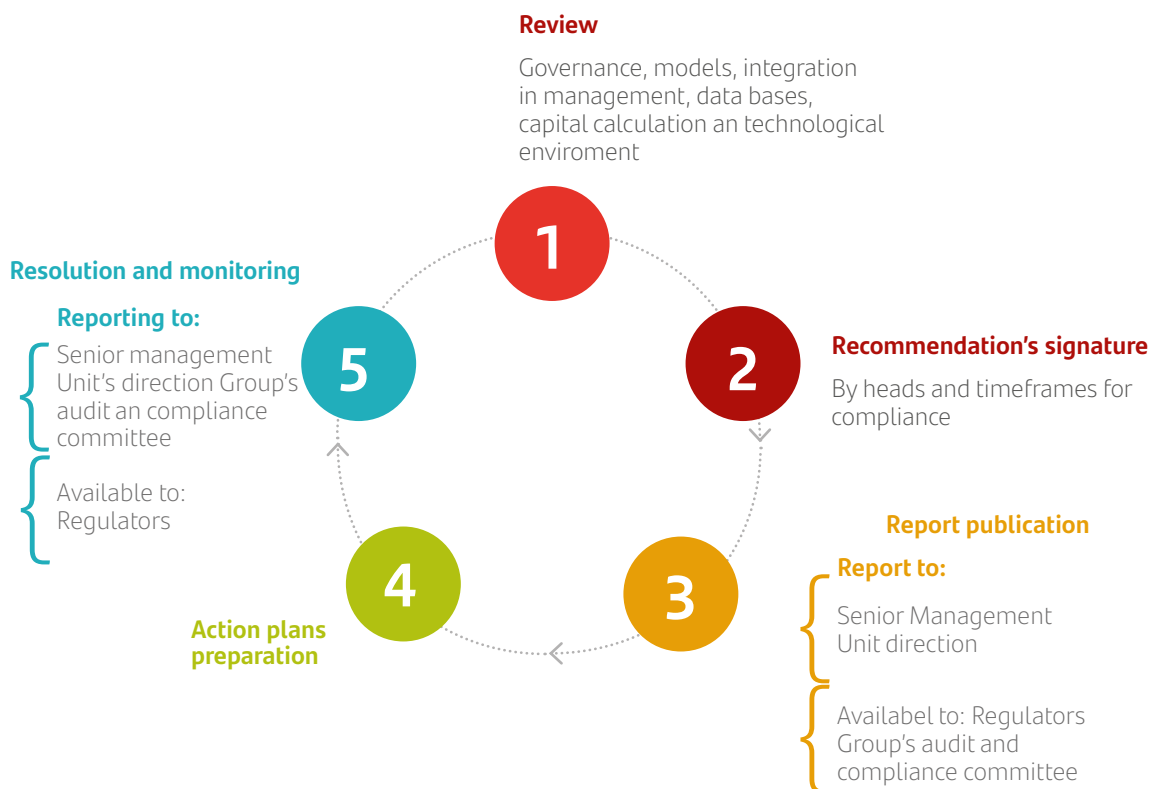 Review
Governance, models, integration
in management, data bases,
capital calculation an technological
enviroment
1
2
Recommendation's signature
By heads and timeframes for
compliance
3
Report publication
Report to:
Senior Management
Unit direction
Availabel to: Regulators
Group's audit and
compliance committee
4
Action plans
preparation
5
Resolution and monitoring
Reporting to:
Senior management
Unit's direction Group's
audit an compliance
committee
Available to:
Regulators